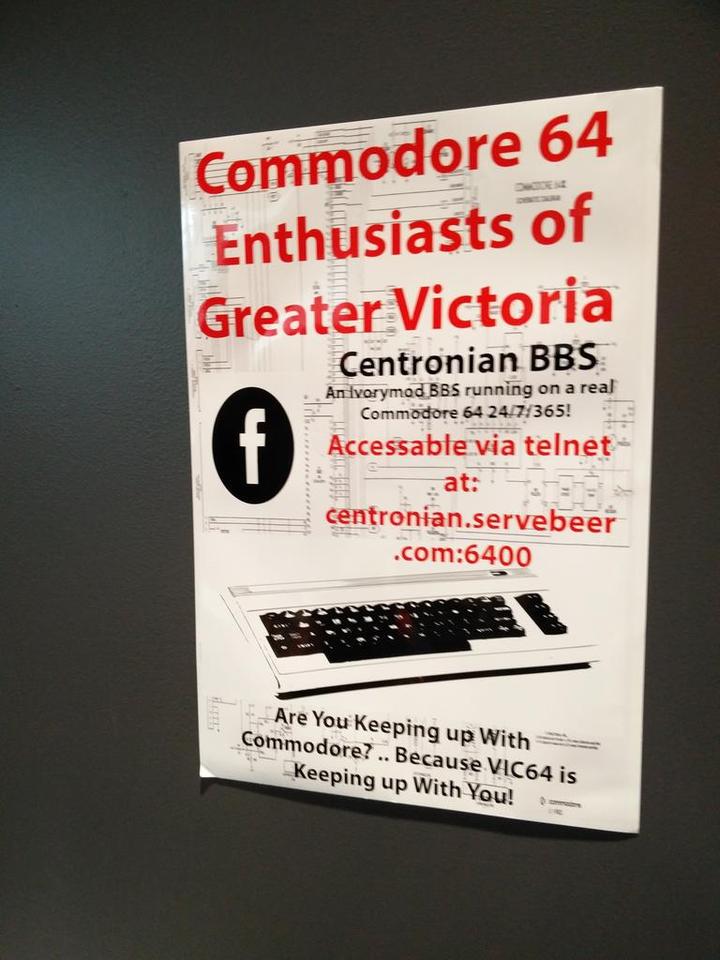 Commodore 64
Enthusiasts of
Greater Victoria
Centronian BBS
An Ivorymod BBS running on a real
Commodore 64 24/7/365!
f
Accessable via telnet
at:
centronian.servebeer
.com:6400
Are You Keeping up With
Commodore? .. Because VIC64 is
Keeping up With You!
commodore